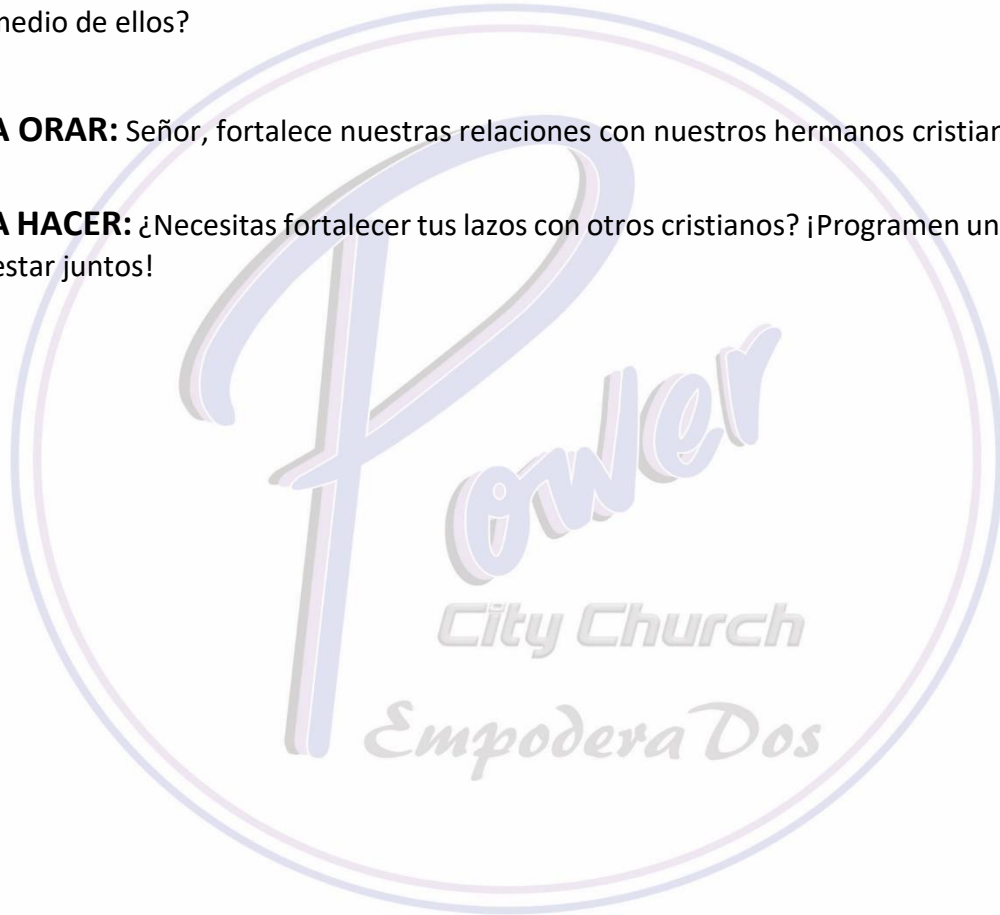 medio de ellos?
A ORAR: Señor, fortalece nuestras relaciones con nuestros hermanos
A HACER: ¿Necesitas fortalecer tus lazos con otros cristianos? ¡Programen un
estar juntos!
Power
City Church
EmpoderaDos